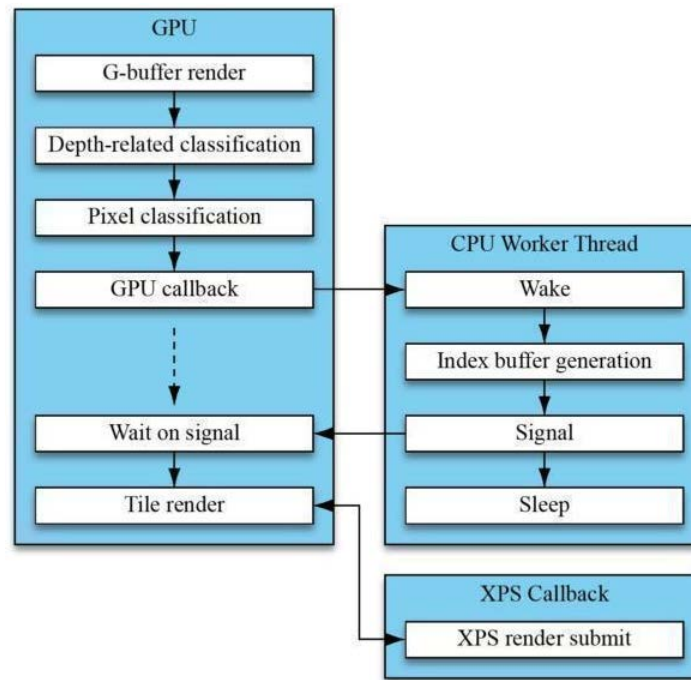 GPU
G-buffer render
Depth-related classification
Pixel classification
GPU callback
Wait on signal
Tile render
CPU Worker Thread
Wake
Index buffer generation
Signal
Sleep
XPS Callback
XPS render submit